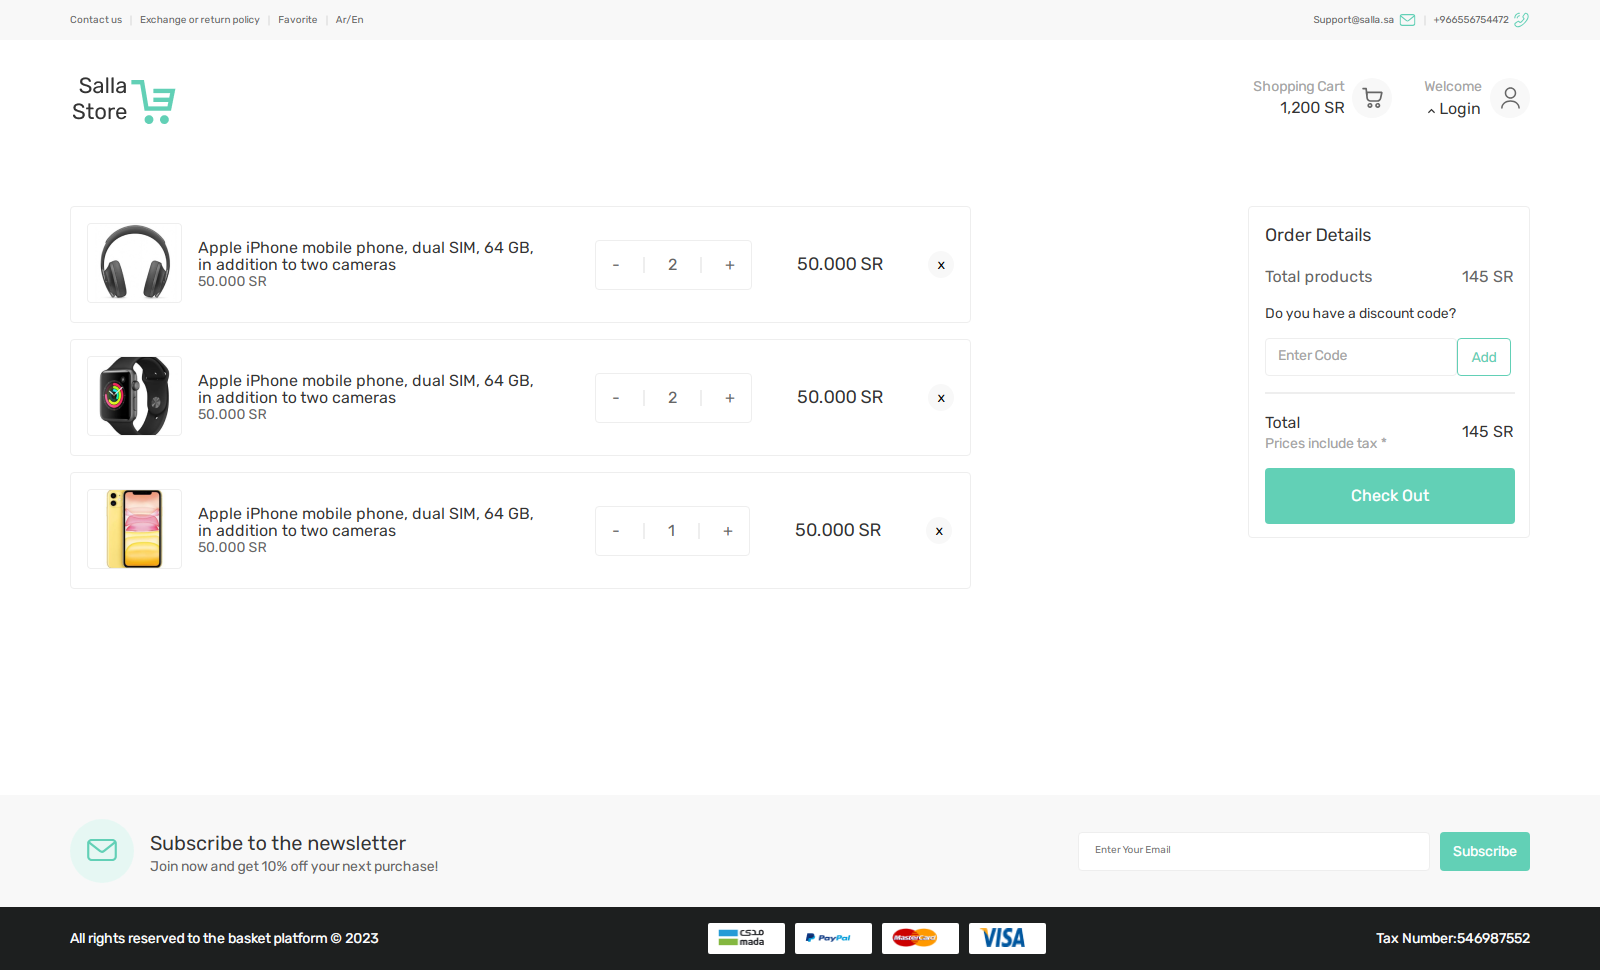 Contact us | Exchange or return policy | Favorite | Ar/En
Support@salla.sa | +966556754472
Salla
Store
Shopping Cart
1,200 SR
Welcome
Login
Apple iPhone mobile phone, dual SIM, 64 GB,
in addition to two cameras
50.000 SR
- | 2 | +
50.000 SR
x
Apple iPhone mobile phone, dual SIM, 64 GB,
in addition to two cameras
50.000 SR
- | 2 | +
50.000 SR
x
Apple iPhone mobile phone, dual SIM, 64 GB,
in addition to two cameras
50.000 SR
- | 1 | +
50.000 SR
x
Order Details
Total products 145 SR
Do you have a discount code?
Enter Code Add
Total
Prices include tax *
145 SR
Check Out
Subscribe to the newsletter
Join now and get 10% off your next purchase!
Enter Your Email
Subscribe
All rights reserved to the basket platform © 2023
مدى
mada
PayPal
MasterCard
VISA
Tax Number:546987552